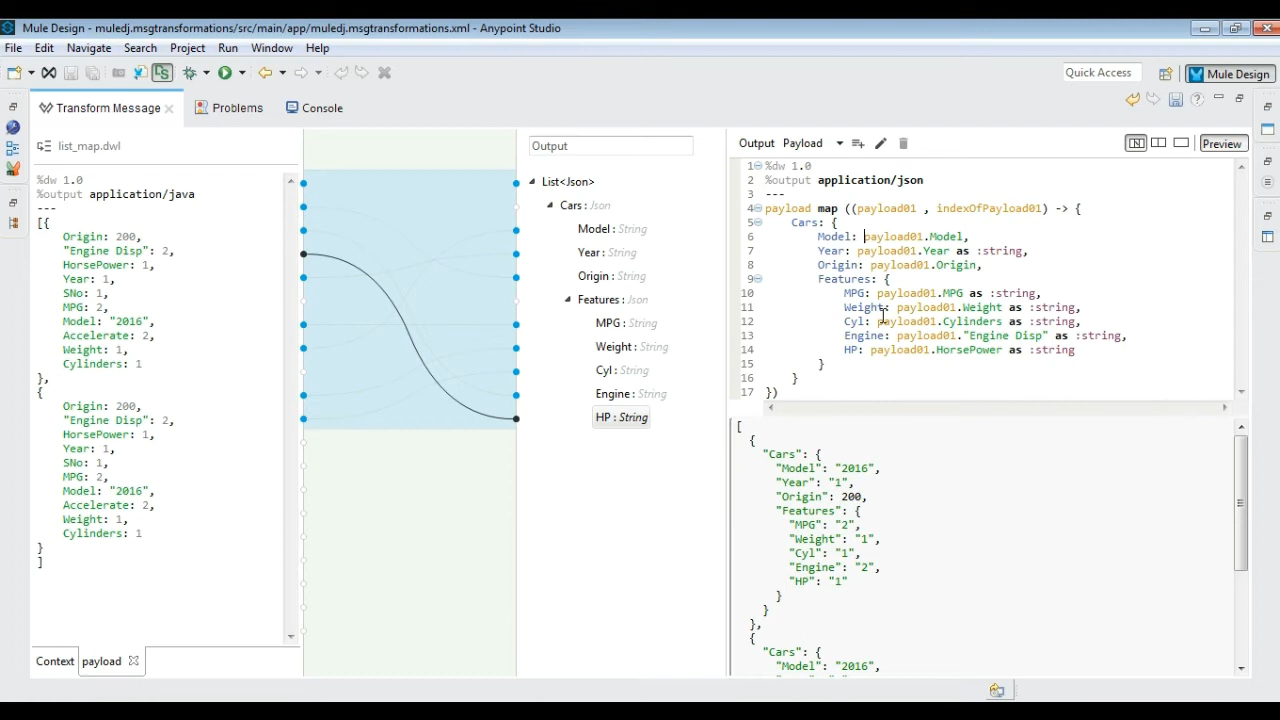 Mule Design - muledj.msgtransformations/src/main/app/muledj.msgtransformations.xml - Anypoint Studio
File Edit Navigate Search Project Run Window Help
Quick Access
Mule Design
Transform Message
Problems
Console
list_map.dwl
%dw 1.0
%output application/java
---
[{
Origin: 200,
"Engine Disp": 2,
HorsePower: 1,
Year: 1,
SNo: 1,
MPG: 2,
Model: "2016",
Accelerate: 2,
Weight: 1,
Cylinders: 1
},
{
Origin: 200,
"Engine Disp": 2,
HorsePower: 1,
Year: 1,
SNo: 1,
MPG: 2,
Model: "2016",
Accelerate: 2,
Weight: 1,
Cylinders: 1
}
]
Context
payload
Output
List<Json>
Cars : Json
Model : String
Year : String
Origin : String
Features : Json
MPG : String
Weight : String
Cyl : String
Engine : String
HP : String
Output Payload
Preview
1 %dw 1.0
2 %output application/json
3 ---
4 payload map ((payload01 , indexOfPayload01) -> {
5 Cars: {
6 Model: payload01.Model,
7 Year: payload01.Year as :string,
8 Origin: payload01.Origin,
9 Features: {
10 MPG: payload01.MPG as :string,
11 Weight: payload01.Weight as :string,
12 Cyl: payload01.Cylinders as :string,
13 Engine: payload01."Engine Disp" as :string,
14 HP: payload01.HorsePower as :string
15 }
16 }
17 })
[
{
"Cars": {
"Model": "2016",
"Year": "1",
"Origin": 200,
"Features": {
"MPG": "2",
"Weight": "1",
"Cyl": "1",
"Engine": "2",
"HP": "1"
}
}
},
{
"Cars": {
"Model": "2016",